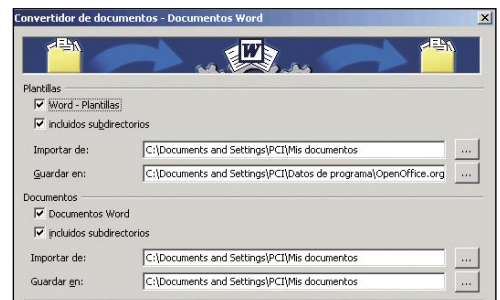 Convertidor de documentos - Documentos Word
W
Plantillas
Word - Plantillas
incluidos subdirectorios
Importar de:
C:\Documents and Settings\PCI\Mis documentos
...
Guardar en:
C:\Documents and Settings\PCI\Datos de programa\OpenOffice.org
...
Documentos
Documentos Word
incluidos subdirectorios
Importar de:
C:\Documents and Settings\PCI\Mis documentos
...
Guardar en:
C:\Documents and Settings\PCI\Mis documentos
...